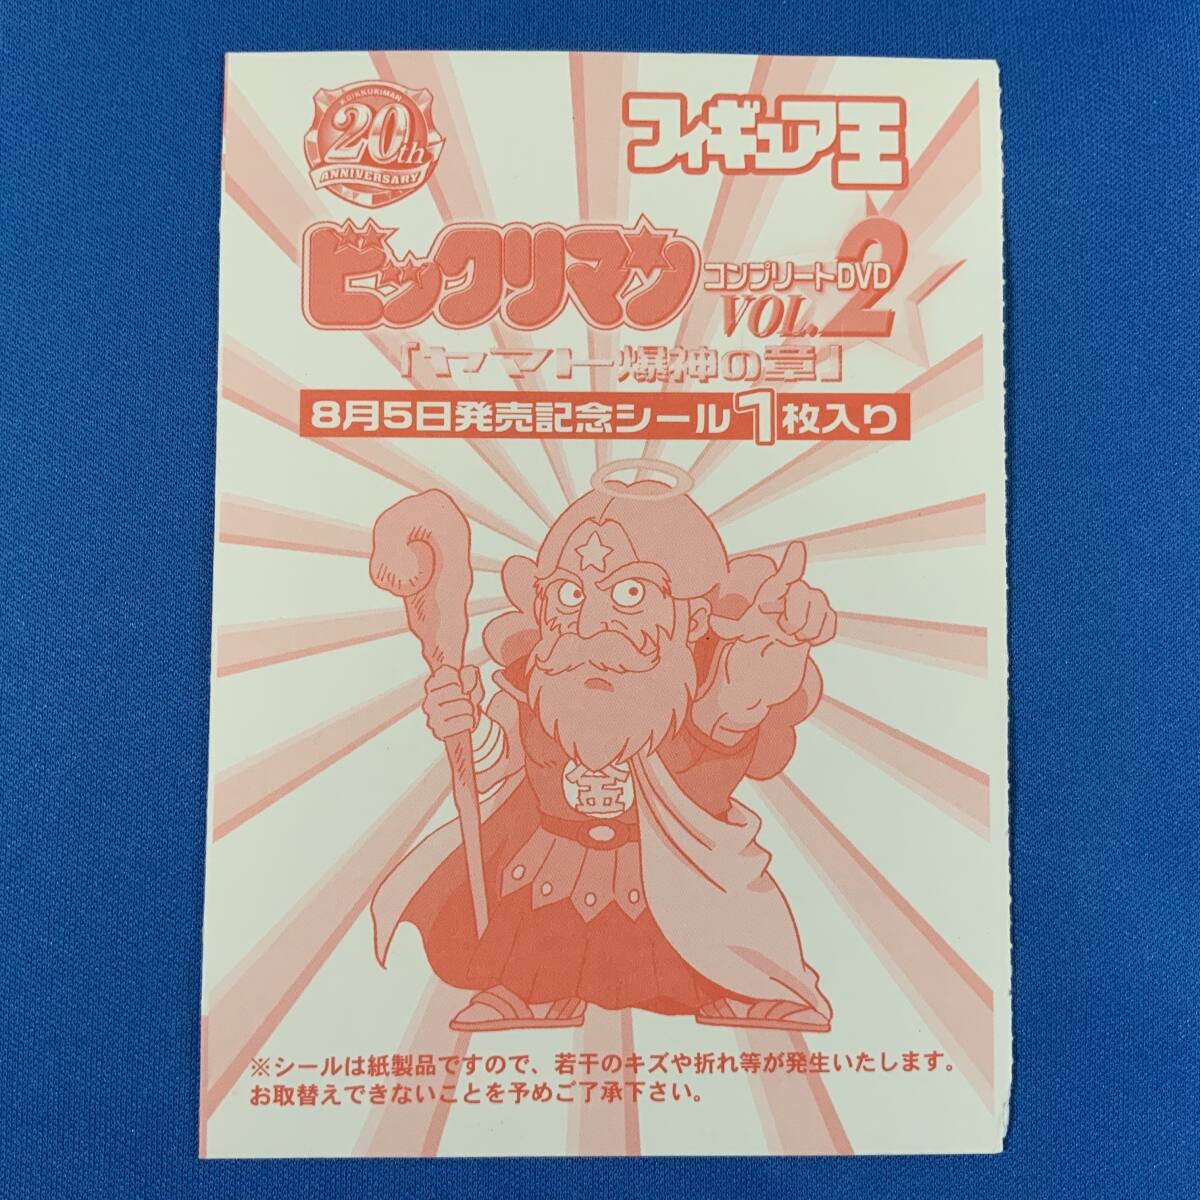 BIKKURIMAN
20th
ANNIVERSARY
フィギュア王
ビックリマン
コンプリートDVD
VOL.2
「ヤマト爆神の章」
8月5日発売記念シール1枚入り
金
※シールは紙製品ですので、若干のキズや折れ等が発生いたします。
お取替えできないことを予めご了承下さい。